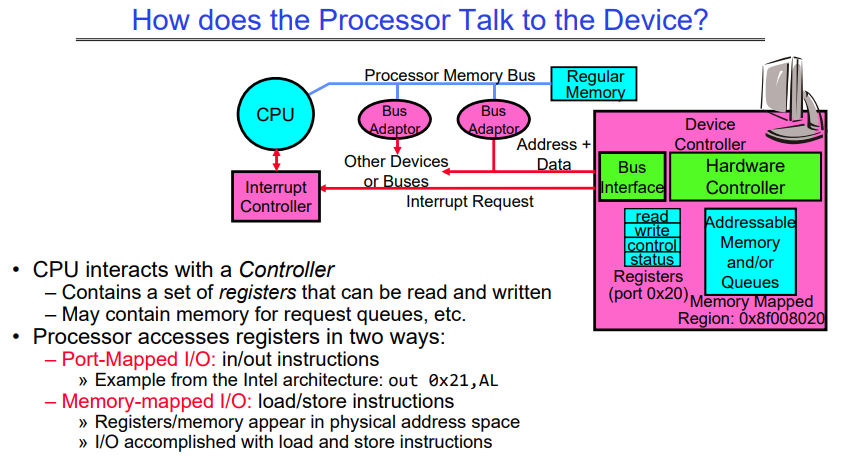 How does the Processor Talk to the Device?
Processor Memory Bus
Regular
Memory
CPU
Bus
Adaptor
Bus
Adaptor
Address +
Data
Other Devices
or Buses
Interrupt
Controller
Interrupt Request
Device
Controller
Bus
Interface
Hardware
Controller
read
write
control
status
Registers
(port 0x20)
Addressable
Memory
and/or
Queues
Memory Mapped
Region: 0x8f008020
• CPU interacts with a Controller
– Contains a set of registers that can be read and written
– May contain memory for request queues, etc.
• Processor accesses registers in two ways:
– Port-Mapped I/O: in/out instructions
» Example from the Intel architecture: out 0x21,AL
– Memory-mapped I/O: load/store instructions
» Registers/memory appear in physical address space
» I/O accomplished with load and store instructions